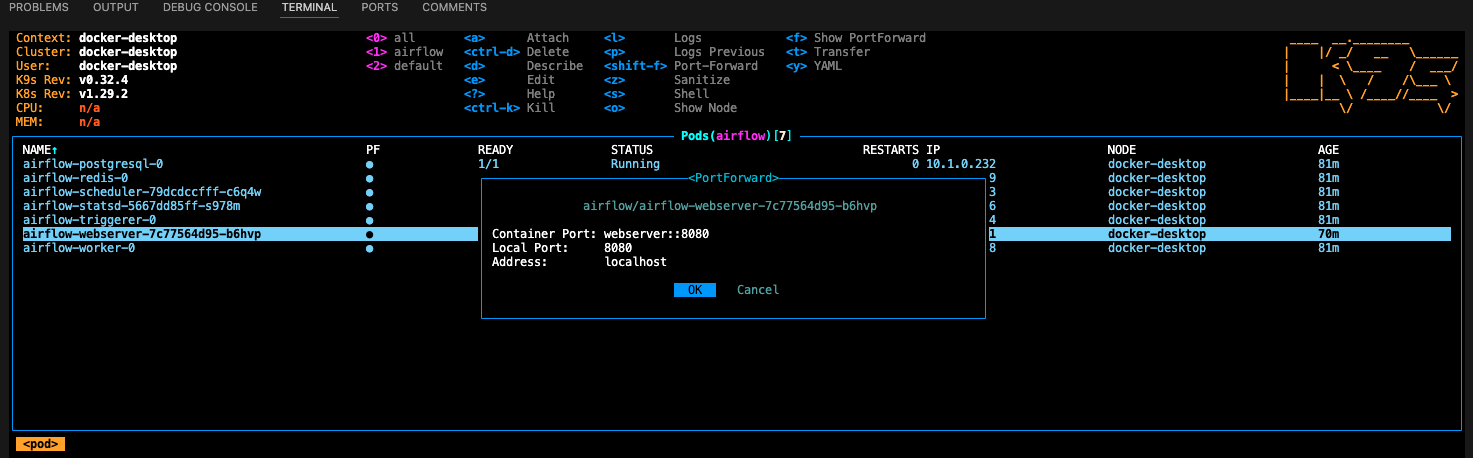 PROBLEMS OUTPUT DEBUG CONSOLE TERMINAL PORTS COMMENTS
Context: docker-desktop <0> all <a> Attach <l> Logs <f> Show PortForward
Cluster: docker-desktop <1> airflow <ctrl-d> Delete <p> Logs Previous <t> Transfer
User: docker-desktop <2> default <d> Describe <shift-f> Port-Forward <y> YAML
K9s Rev: v0.32.4 <e> Edit <z> Sanitize
K8s Rev: v1.29.2 <?> Help <s> Shell
CPU: n/a <ctrl-k> Kill <o> Show Node
MEM: n/a
K9s
Pods(airflow)[7]
NAME↑ PF READY STATUS RESTARTS IP NODE AGE
airflow-postgresql-0 ● 1/1 Running 0 10.1.0.232 docker-desktop 81m
airflow-redis-0 ● 9 docker-desktop 81m
airflow-scheduler-79dcdccfff-c6q4w ● 3 docker-desktop 81m
airflow-statsd-5667dd85ff-s978m ● 6 docker-desktop 81m
airflow-triggerer-0 ● 4 docker-desktop 81m
airflow-webserver-7c77564d95-b6hvp ● 1 docker-desktop 70m
airflow-worker-0 ● 8 docker-desktop 81m
<PortForward>
airflow/airflow-webserver-7c77564d95-b6hvp
Container Port: webserver::8080
Local Port: 8080
Address: localhost
OK Cancel
<pod>